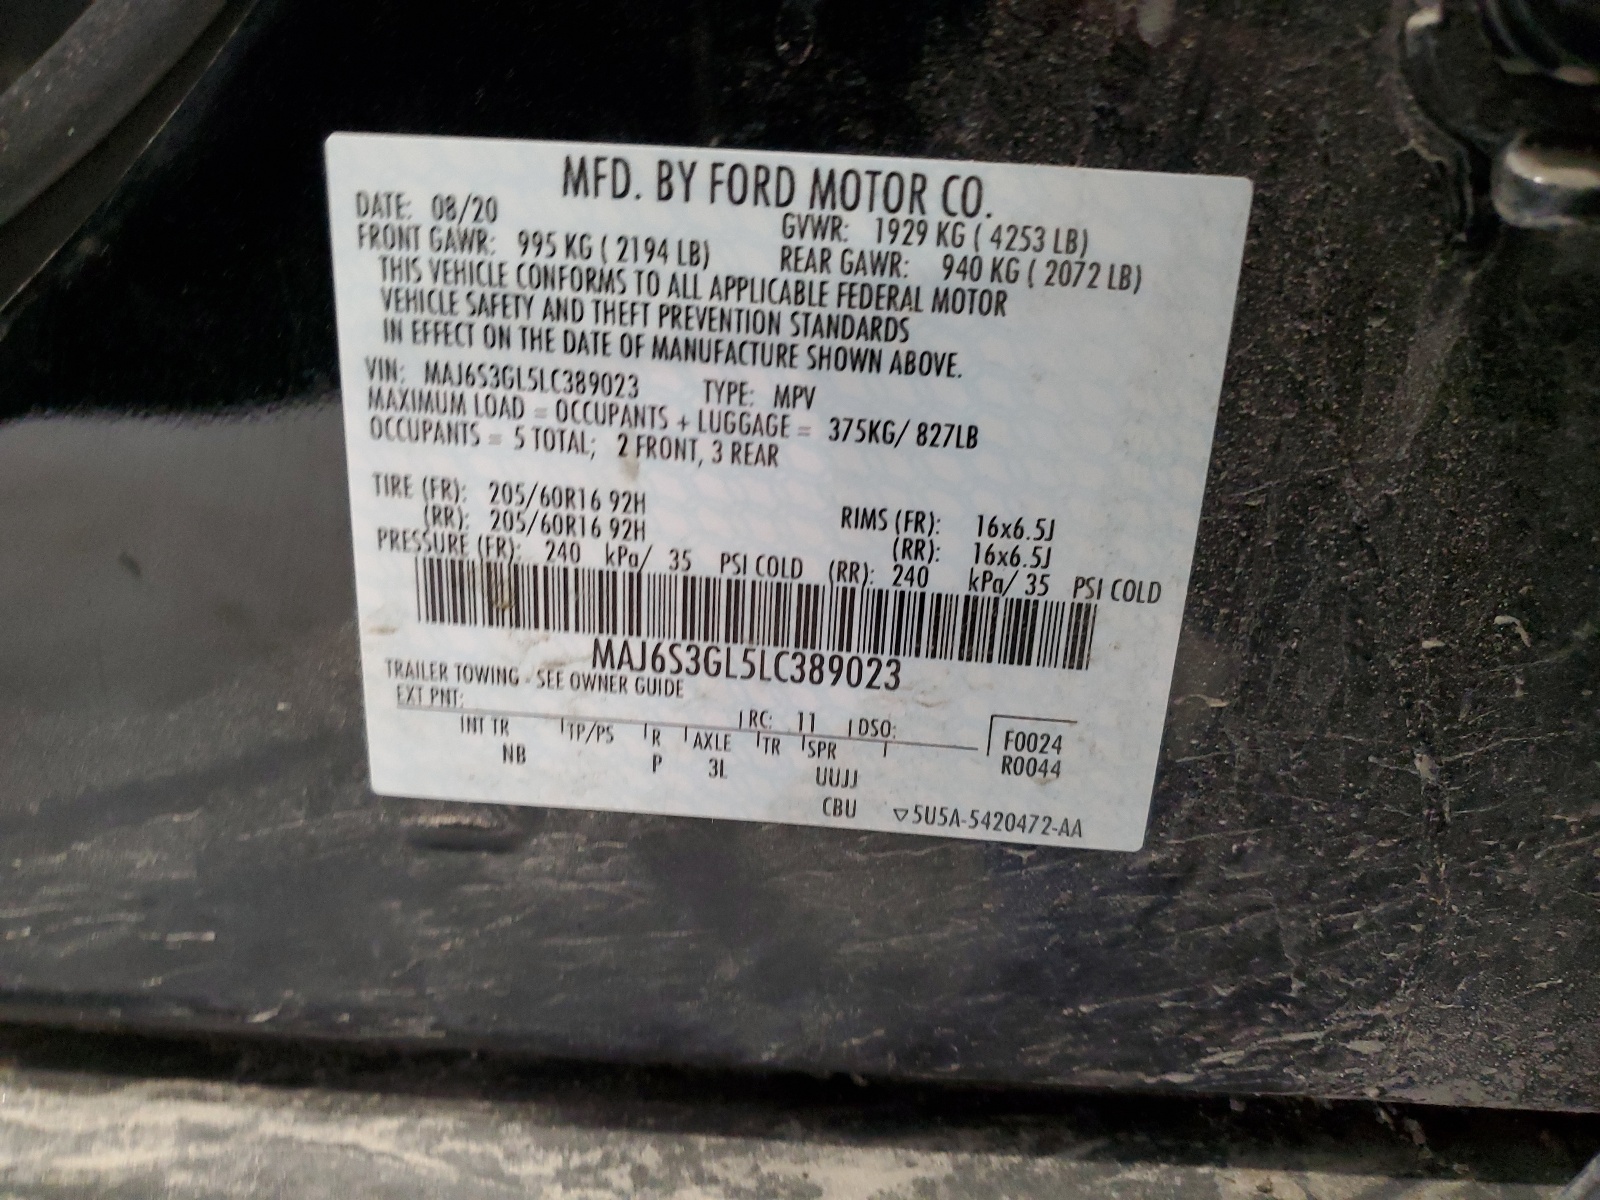 MFD. BY FORD MOTOR CO.
DATE: 08/20 GVWR: 1929 KG ( 4253 LB)
FRONT GAWR: 995 KG ( 2194 LB) REAR GAWR: 940 KG ( 2072 LB)
THIS VEHICLE CONFORMS TO ALL APPLICABLE FEDERAL MOTOR
VEHICLE SAFETY AND THEFT PREVENTION STANDARDS
IN EFFECT ON THE DATE OF MANUFACTURE SHOWN ABOVE.
VIN: MAJ6S3GL5LC389023 TYPE: MPV
MAXIMUM LOAD = OCCUPANTS + LUGGAGE = 375KG/ 827LB
OCCUPANTS = 5 TOTAL; 2 FRONT, 3 REAR
TIRE (FR): 205/60R16 92H RIMS (FR): 16x6.5J
(RR): 205/60R16 92H (RR): 16x6.5J
PRESSURE (FR): 240 kPa/ 35 PSI COLD (RR): 240 kPa/ 35 PSI COLD
MAJ6S3GL5LC389023
TRAILER TOWING - SEE OWNER GUIDE
EXT PNT: RC: 11 DSO:
INT TR TP/PS R AXLE TR SPR F0024
NB P 3L UUJJ R0044
CBU ▽5U5A-5420472-AA